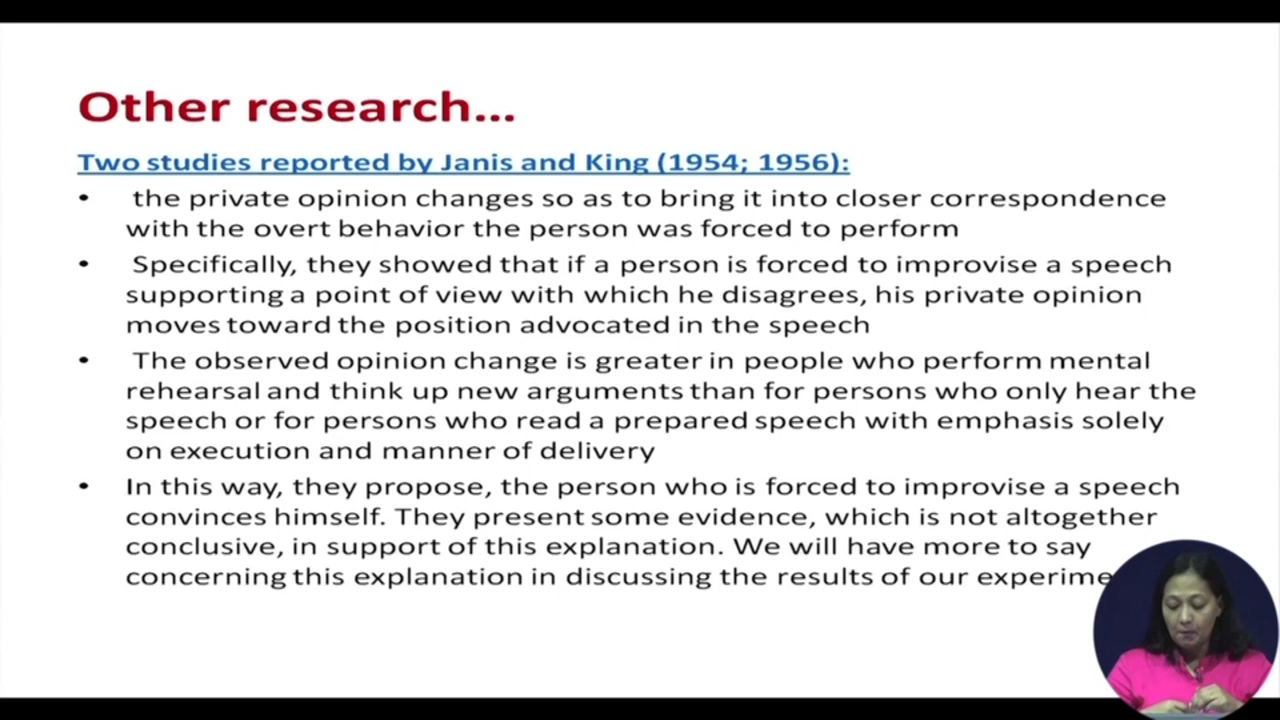 Other research...
Two studies reported by Janis and King (1954; 1956):
• the private opinion changes so as to bring it into closer correspondence
with the overt behavior the person was forced to perform
• Specifically, they showed that if a person is forced to improvise a speech
supporting a point of view with which he disagrees, his private opinion
moves toward the position advocated in the speech
• The observed opinion change is greater in people who perform mental
rehearsal and think up new arguments than for persons who only hear the
speech or for persons who read a prepared speech with emphasis solely
on execution and manner of delivery
• In this way, they propose, the person who is forced to improvise a speech
convinces himself. They present some evidence, which is not altogether
conclusive, in support of this explanation. We will have more to say
concerning this explanation in discussing the results of our